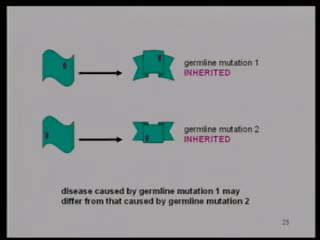 germline mutation 1
INHERITED
germline mutation 2
INHERITED
disease caused by germline mutation 1 may
differ from that caused by germline mutation 2